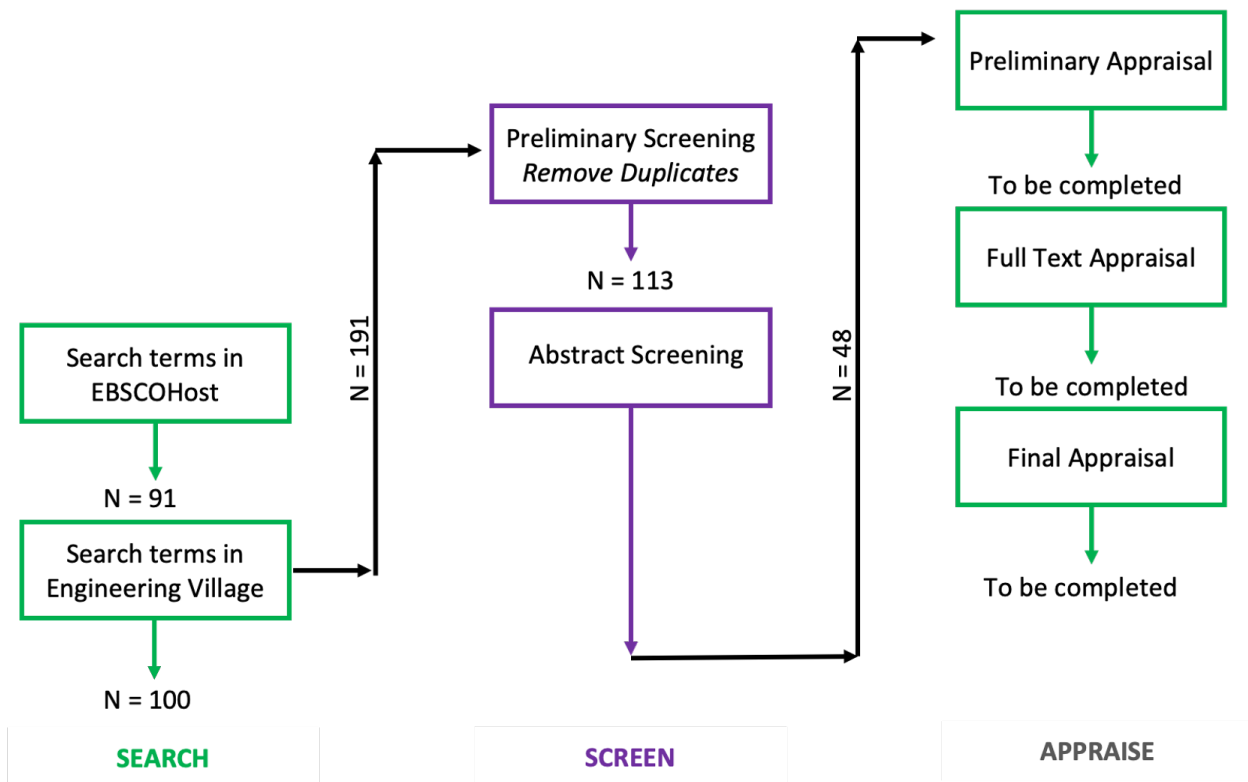 Search terms in
EBSCOHost
N = 91
Search terms in
Engineering Village
N = 100
SEARCH
N = 191
Preliminary Screening
Remove Duplicates
N = 113
Abstract Screening
SCREEN
N = 48
Preliminary Appraisal
To be completed
Full Text Appraisal
To be completed
Final Appraisal
To be completed
APPRAISE